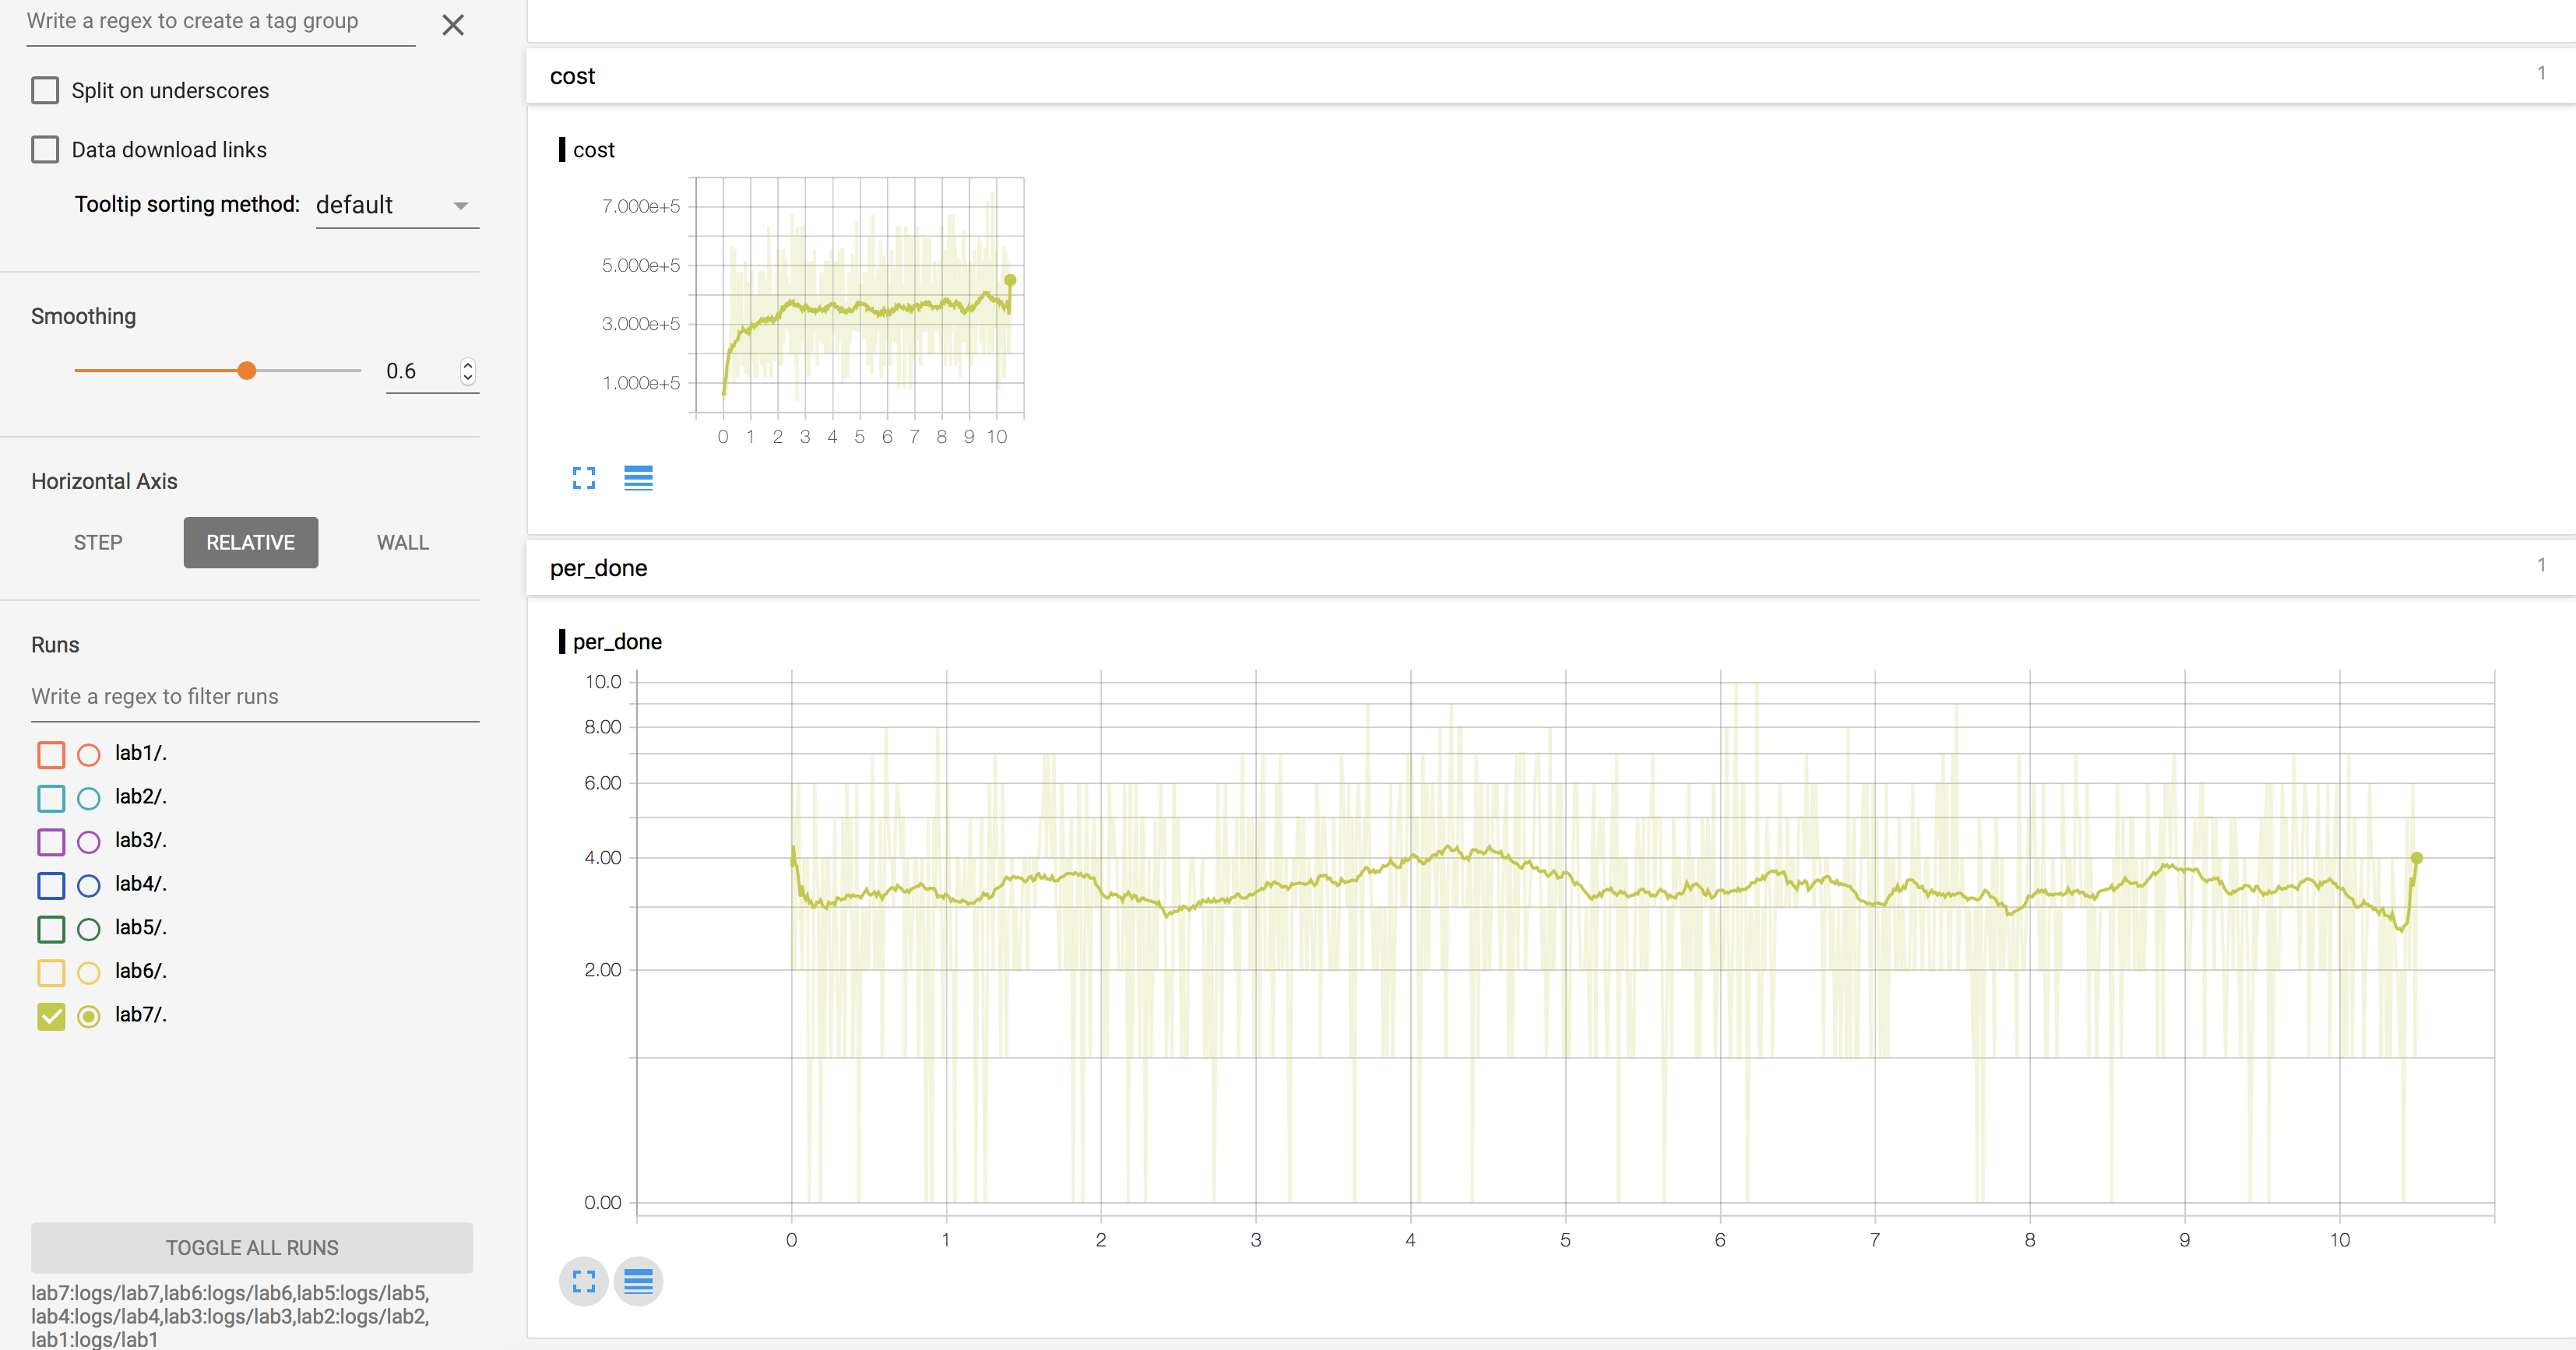 Write a regex to create a tag group
Split on underscores
Data download links
Tooltip sorting method: default
Smoothing
0.6
Horizontal Axis
STEP RELATIVE WALL
Runs
Write a regex to filter runs
lab1/.
lab2/.
lab3/.
lab4/.
lab5/.
lab6/.
lab7/.
TOGGLE ALL RUNS
lab7:logs/lab7,lab6:logs/lab6,lab5:logs/lab5,
lab4:logs/lab4,lab3:logs/lab3,lab2:logs/lab2,
lab1:logs/lab1
cost 1
cost
7.000e+5
5.000e+5
3.000e+5
1.000e+5
0 1 2 3 4 5 6 7 8 9 10
per_done 1
per_done
10.0
8.00
6.00
4.00
2.00
0.00
0 1 2 3 4 5 6 7 8 9 10